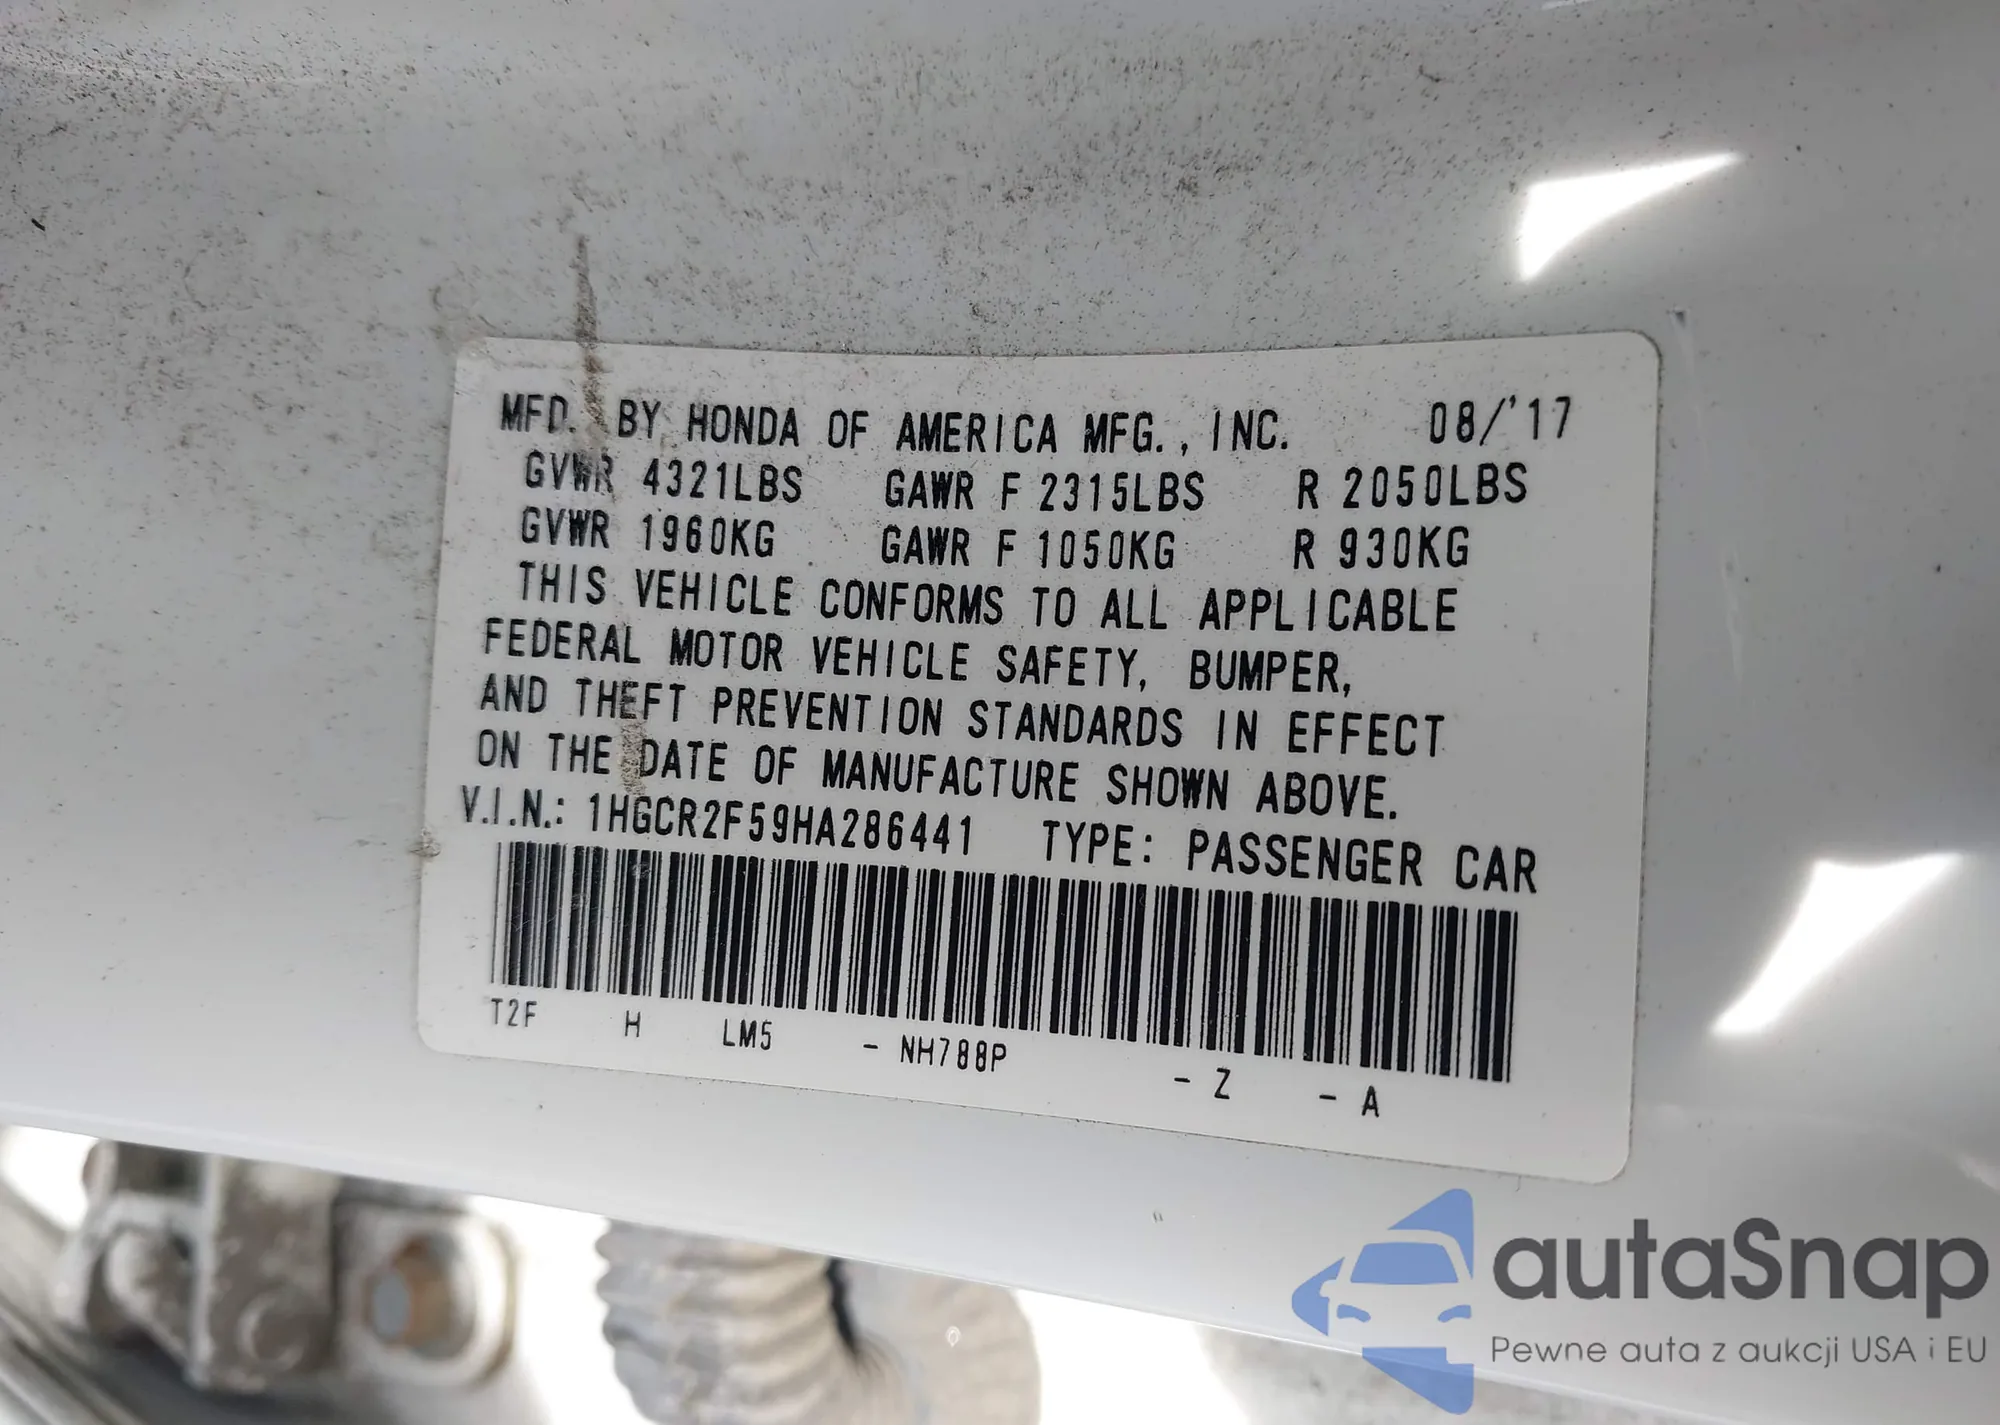 MFD. BY HONDA OF AMERICA MFG., INC. 08/'17
GVWR 4321LBS GAWR F 2315LBS R 2050LBS
GVWR 1960KG GAWR F 1050KG R 930KG
THIS VEHICLE CONFORMS TO ALL APPLICABLE
FEDERAL MOTOR VEHICLE SAFETY, BUMPER,
AND THEFT PREVENTION STANDARDS IN EFFECT
ON THE DATE OF MANUFACTURE SHOWN ABOVE.
V.I.N.: 1HGCR2F59HA286441 TYPE: PASSENGER CAR
T2F H LM5 - NH788P - Z - A
autaSnap
Pewne auta z aukcji USA i EU